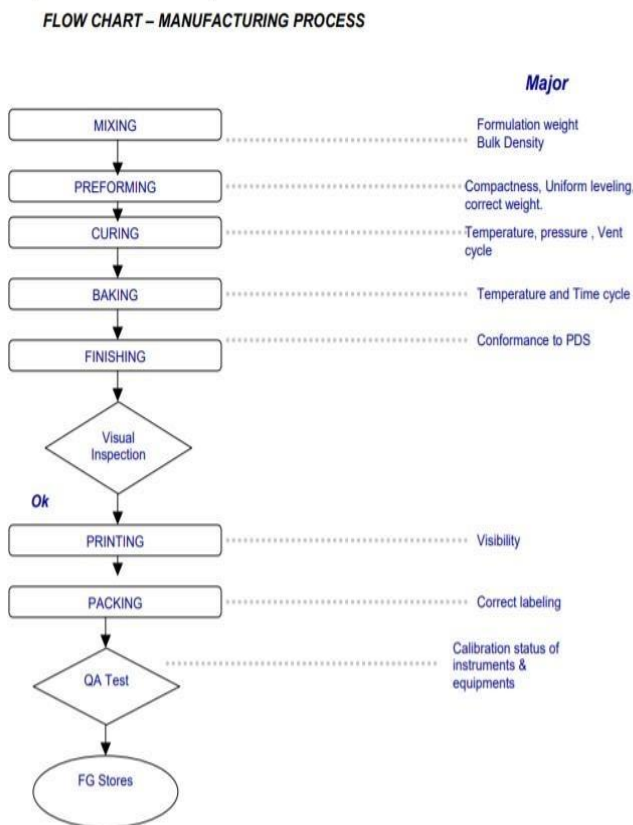 FLOW CHART – MANUFACTURING PROCESS
Major
MIXING
Formulation weight
Bulk Density
PREFORMING
Compactness, Uniform leveling,
correct weight.
CURING
Temperature, pressure , Vent
cycle
BAKING
Temperature and Time cycle
FINISHING
Conformance to PDS
Visual
Inspection
Ok
PRINTING
Visibility
PACKING
Correct labeling
QA Test
Calibration status of
instruments &
equipments
FG Stores